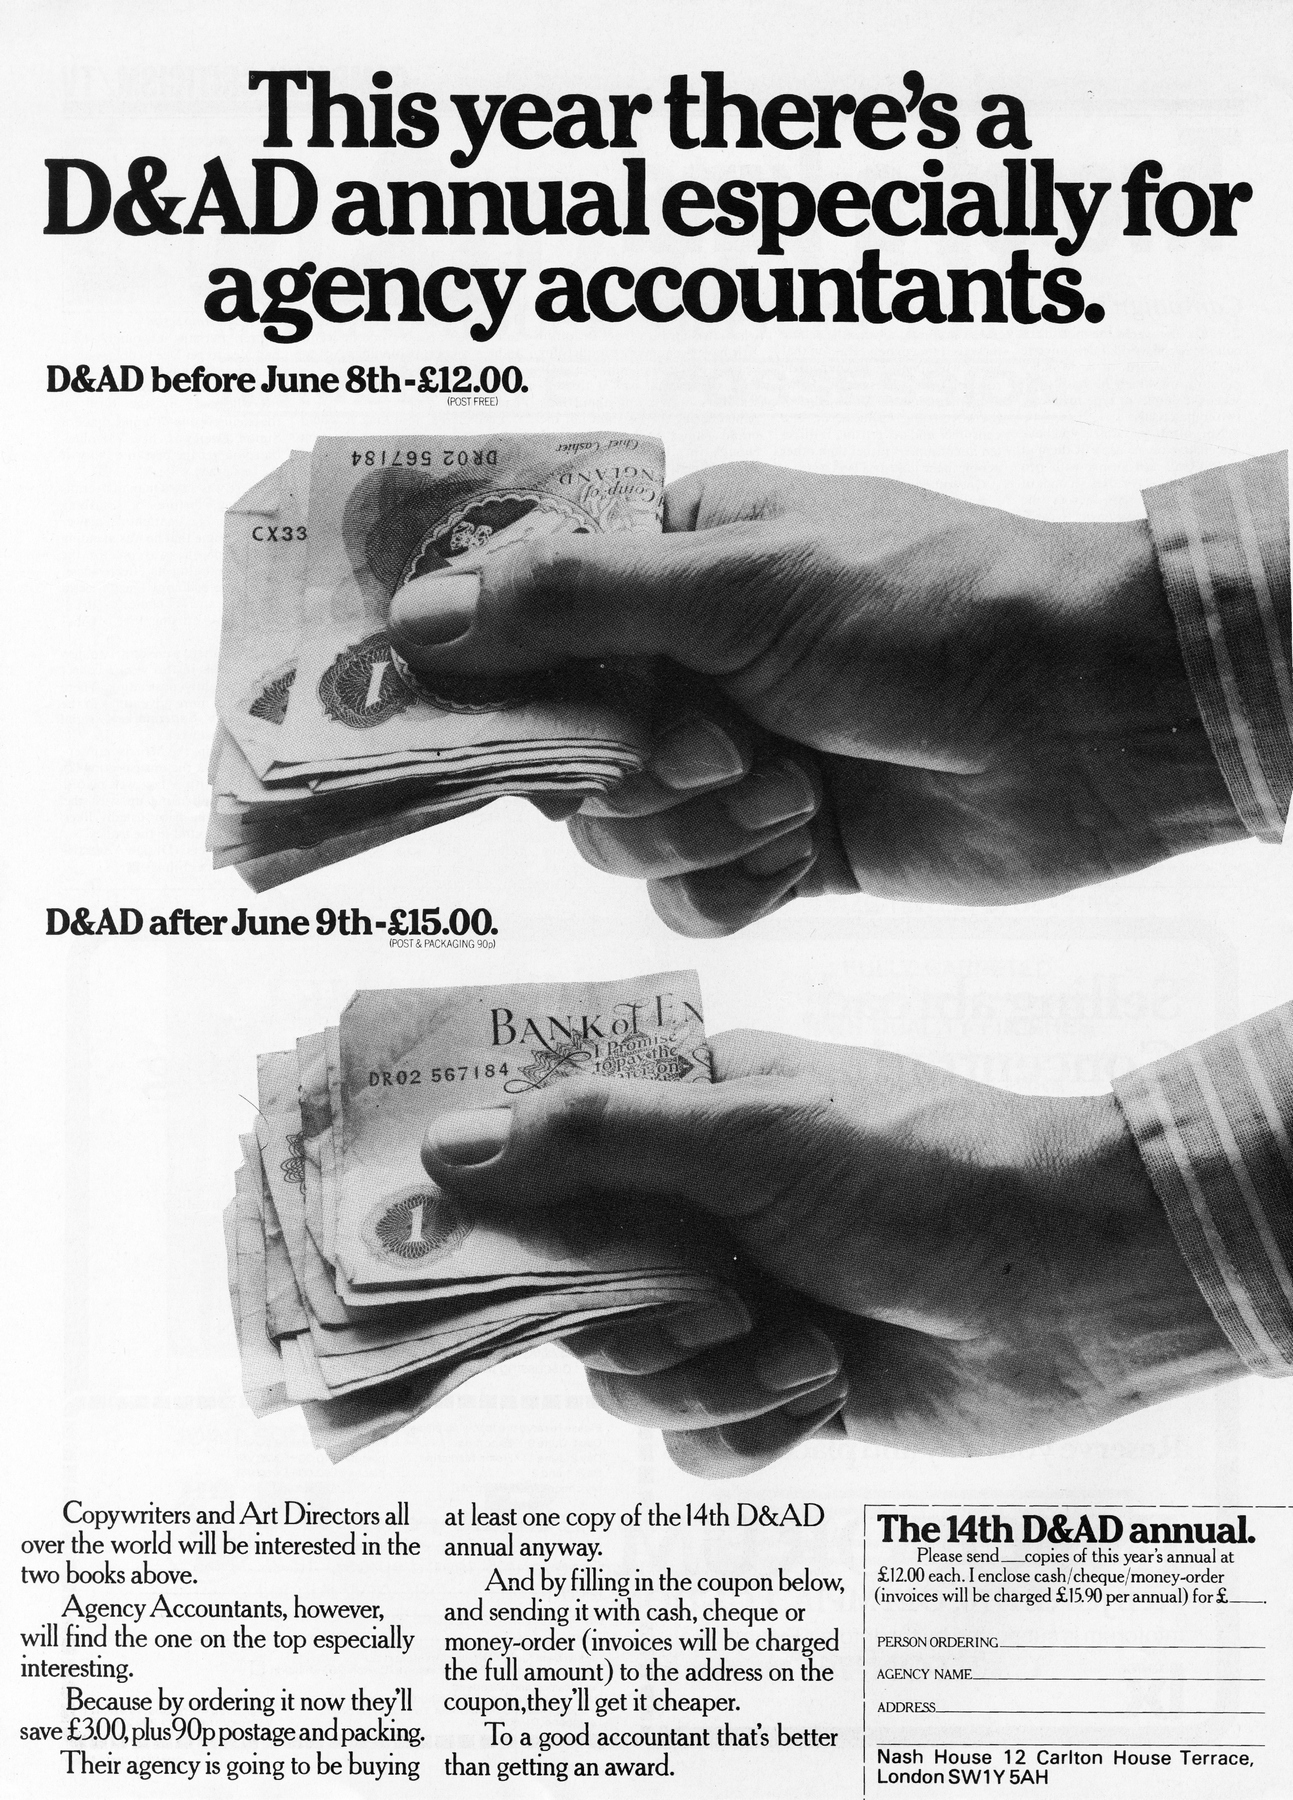 This year there's a
D&AD annual especially for
agency accountants.
D&AD before June 8th-£12.00.
(POST FREE)
Chief Cashier
DR02 567184
Comp. of
CX33
1
D&AD after June 9th-£15.00.
(POST & PACKAGING 90p)
BANK of EN
I Promise
to pay the
DR02 567184
1
Copywriters and Art Directors all
over the world will be interested in the
two books above.
Agency Accountants, however,
will find the one on the top especially
interesting.
Because by ordering it now they'll
save £3.00, plus 90p postage and packing.
Their agency is going to be buying
at least one copy of the 14th D&AD
annual anyway.
And by filling in the coupon below,
and sending it with cash, cheque or
money-order (invoices will be charged
the full amount) to the address on the
coupon, they'll get it cheaper.
To a good accountant that's better
than getting an award.
The 14th D&AD annual.
Please send___copies of this year's annual at
£12.00 each. I enclose cash/cheque/money-order
(invoices will be charged £15.90 per annual) for £____.
PERSON ORDERING
AGENCY NAME
ADDRESS
Nash House 12 Carlton House Terrace,
London SW1Y 5AH